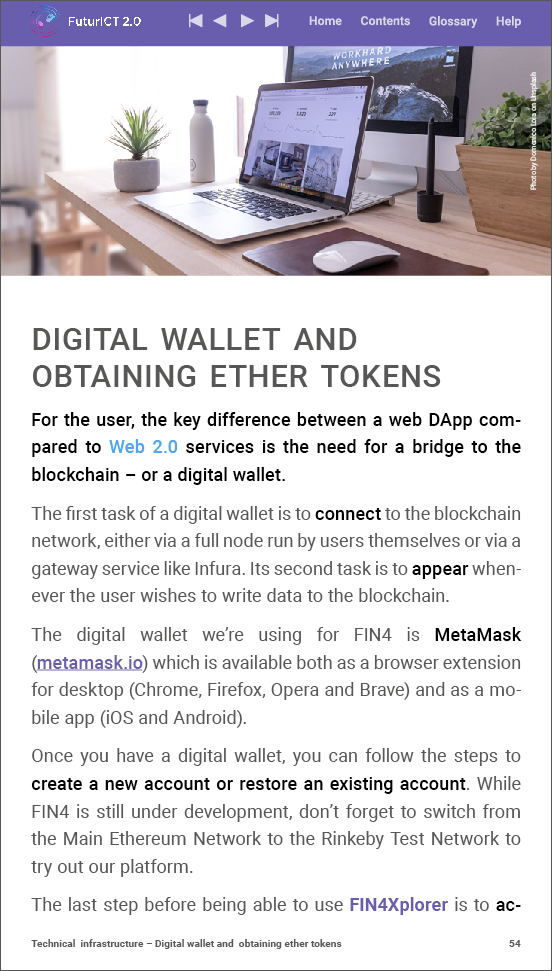 FuturICT 2.0
Home Contents Glossary Help
WORKHARD
ANYWHERE
Photo by Domenico Loia on Unsplash
DIGITAL WALLET AND
OBTAINING ETHER TOKENS
For the user, the key difference between a web DApp com-
pared to Web 2.0 services is the need for a bridge to the
blockchain – or a digital wallet.
The first task of a digital wallet is to connect to the blockchain
network, either via a full node run by users themselves or via a
gateway service like Infura. Its second task is to appear when-
ever the user wishes to write data to the blockchain.
The digital wallet we’re using for FIN4 is MetaMask
(metamask.io) which is available both as a browser extension
for desktop (Chrome, Firefox, Opera and Brave) and as a mo-
bile app (iOS and Android).
Once you have a digital wallet, you can follow the steps to
create a new account or restore an existing account. While
FIN4 is still under development, don’t forget to switch from
the Main Ethereum Network to the Rinkeby Test Network to
try out our platform.
The last step before being able to use FIN4Xplorer is to ac-
Technical infrastructure – Digital wallet and obtaining ether tokens
54